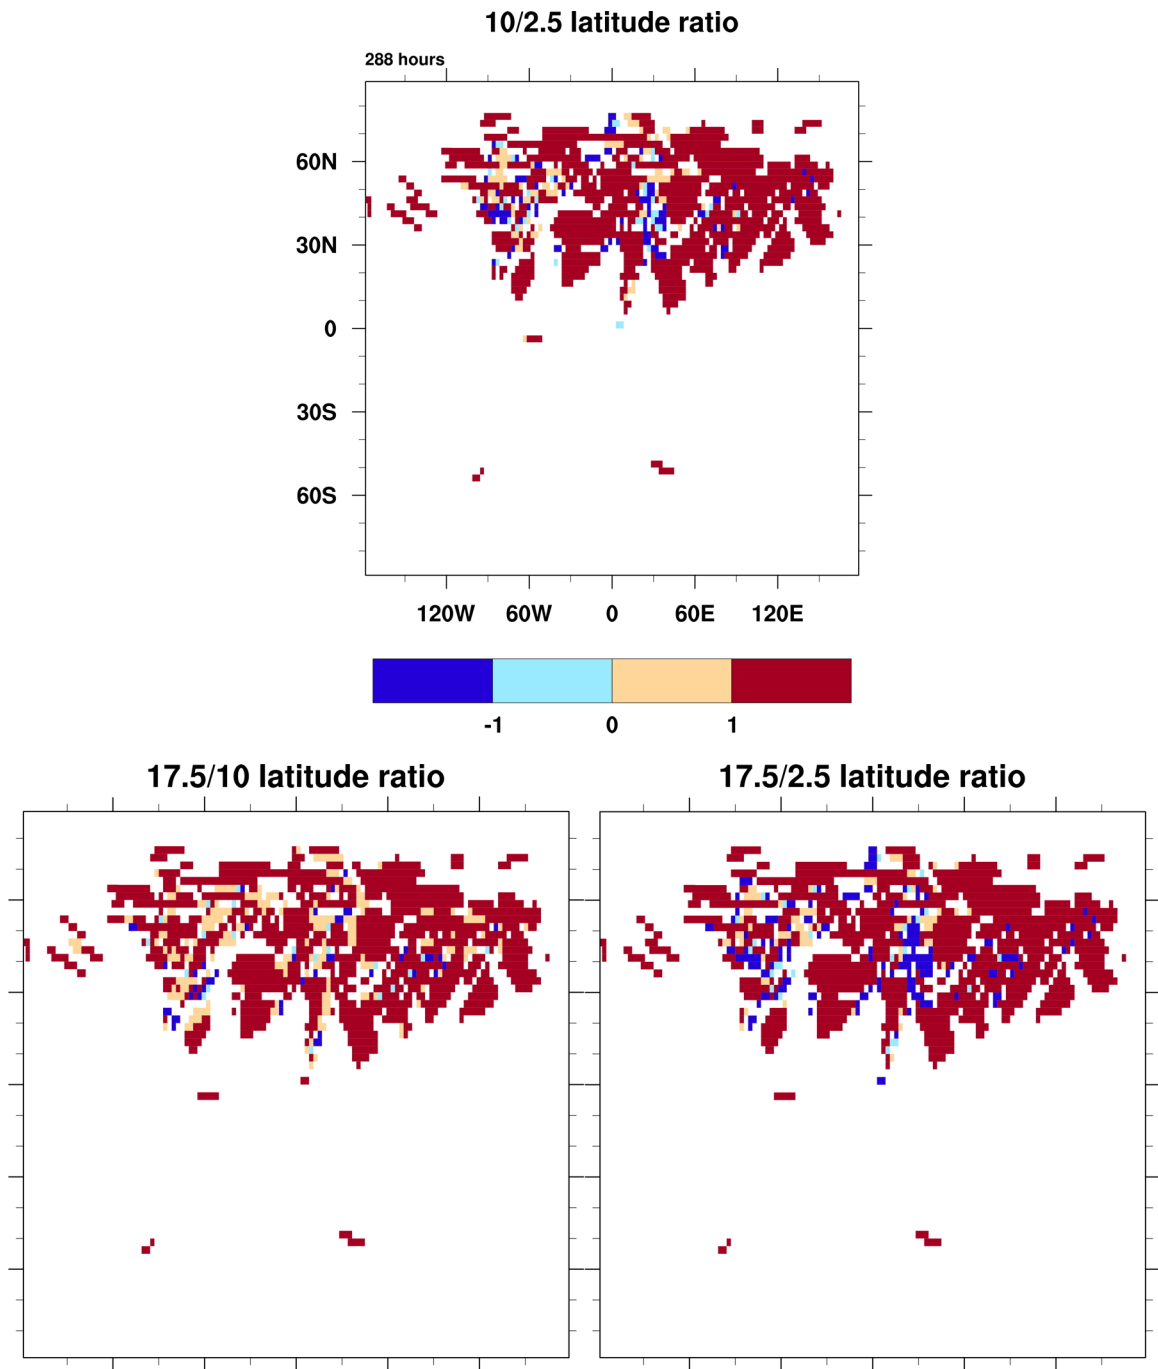 10/2.5 latitude ratio
288 hours
60N
30N
0
30S
60S
120W 60W 0 60E 120E
-1 0 1
17.5/10 latitude ratio
17.5/2.5 latitude ratio